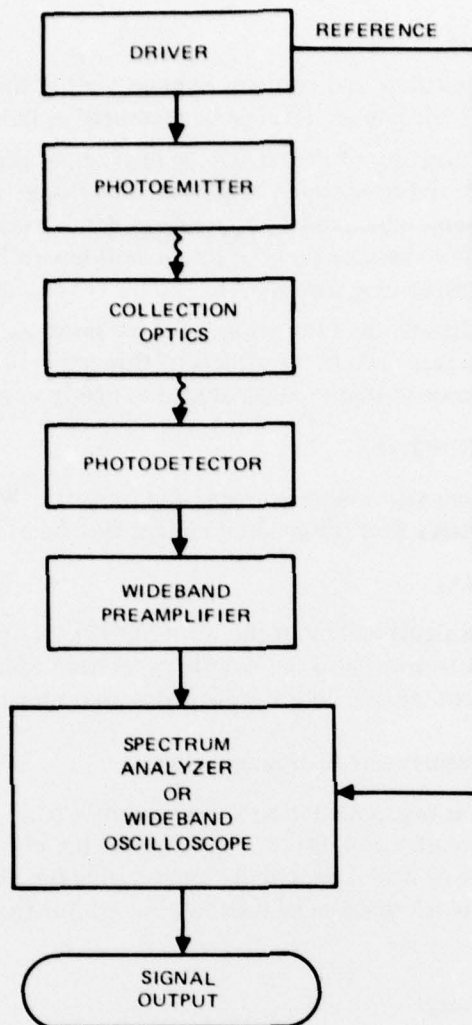 REFERENCE
DRIVER
PHOTOEMITTER
COLLECTION
OPTICS
PHOTODETECTOR
WIDEBAND
PREAMPLIFIER
SPECTRUM
ANALYZER
OR
WIDEBAND
OSCILLOSCOPE
SIGNAL
OUTPUT